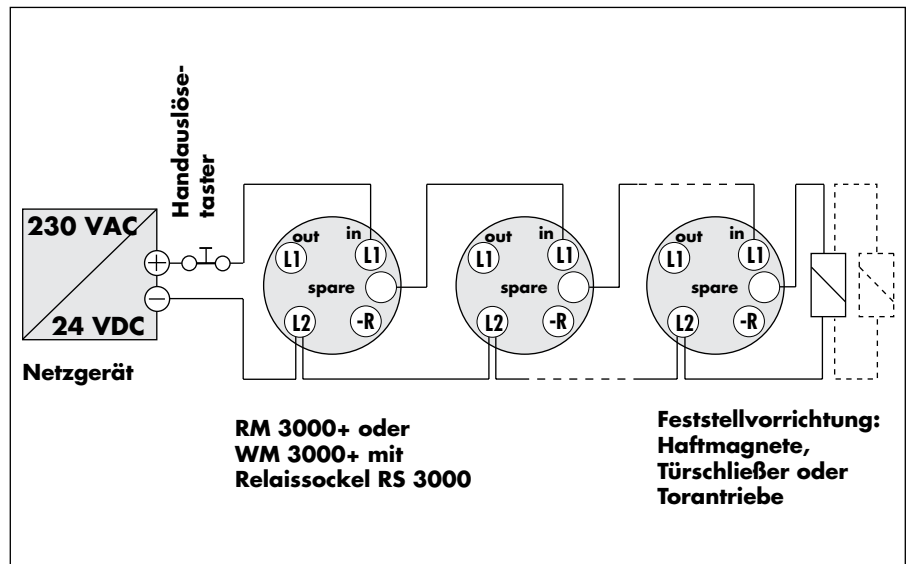 Handauslöse-
taster
230 VAC
24 VDC
+
−
Netzgerät
out in
L1 L1
spare
L2 -R
out in
L1 L1
spare
L2 -R
out in
L1 L1
spare
L2 -R
RM 3000+ oder
WM 3000+ mit
Relaissockel RS 3000
Feststellvorrichtung:
Haftmagnete,
Türschließer oder
Torantriebe